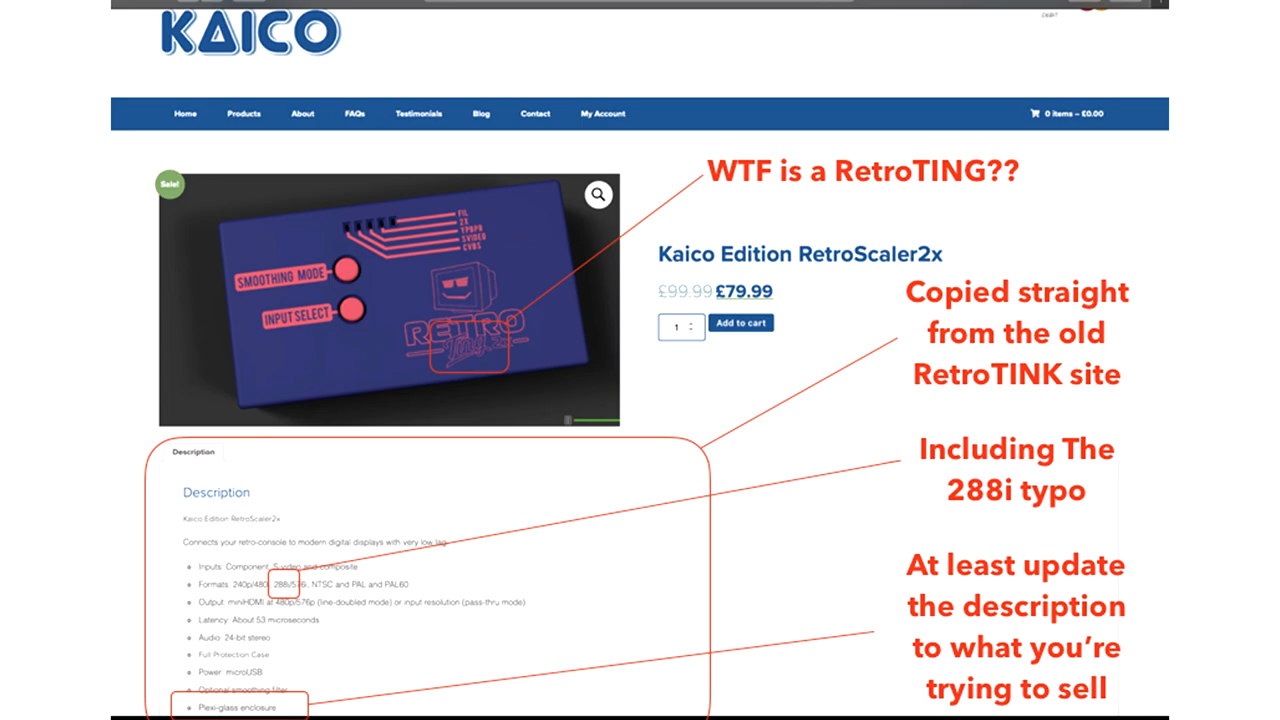 DEBIT
KAICO
Home Products About FAQs Testimonials Blog Contact My Account 0 items – £0.00
Sale!
WTF is a RetroTING??
FIL
2X
YPBPR
SVIDEO
CVBS
SMOOTHING MODE
INPUT SELECT
RETRO
Ting 2x
Kaico Edition RetroScaler2x
£99.99 £79.99
1 Add to cart
Copied straight
from the old
RetroTINK site
Including The
288i typo
At least update
the description
to what you’re
trying to sell
Description
Description
Kaico Edition RetroScaler2x
Connects your retro-console to modern digital displays with very low lag.
Inputs: Component, S-video and composite
Formats: 240p/480i, 288i/576i, NTSC and PAL and PAL60
Output: miniHDMI at 480p/576p (line-doubled mode) or input resolution (pass-thru mode)
Latency: About 53 microseconds
Audio: 24-bit stereo
Full Protection Case
Power: microUSB
Optional smoothing filter
Plexi-glass enclosure